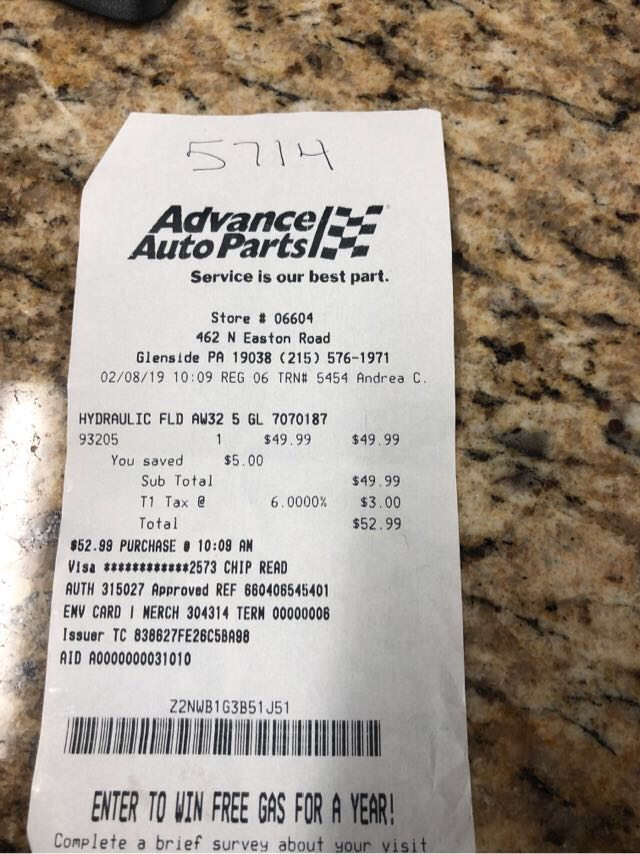 5714
Advance
Auto Parts
Service is our best part.
Store # 06604
462 N Easton Road
Glenside PA 19038 (215) 576-1971
02/08/19 10:09 REG 06 TRN# 5454 Andrea C.
HYDRAULIC FLD AW32 5 GL 7070187
93205 1 $49.99 $49.99
You saved $5.00
Sub Total $49.99
T1 Tax @ 6.0000% $3.00
Total $52.99
$52.99 PURCHASE @ 10:09 AM
Visa ************2573 CHIP READ
AUTH 315027 Approved REF 660406545401
EMV CARD | MERCH 304314 TERM 00000006
Issuer TC 838627FE26C5BA98
AID A0000000031010
Z2NWB1G3B51J51
ENTER TO WIN FREE GAS FOR A YEAR!
Complete a brief survey about your visit